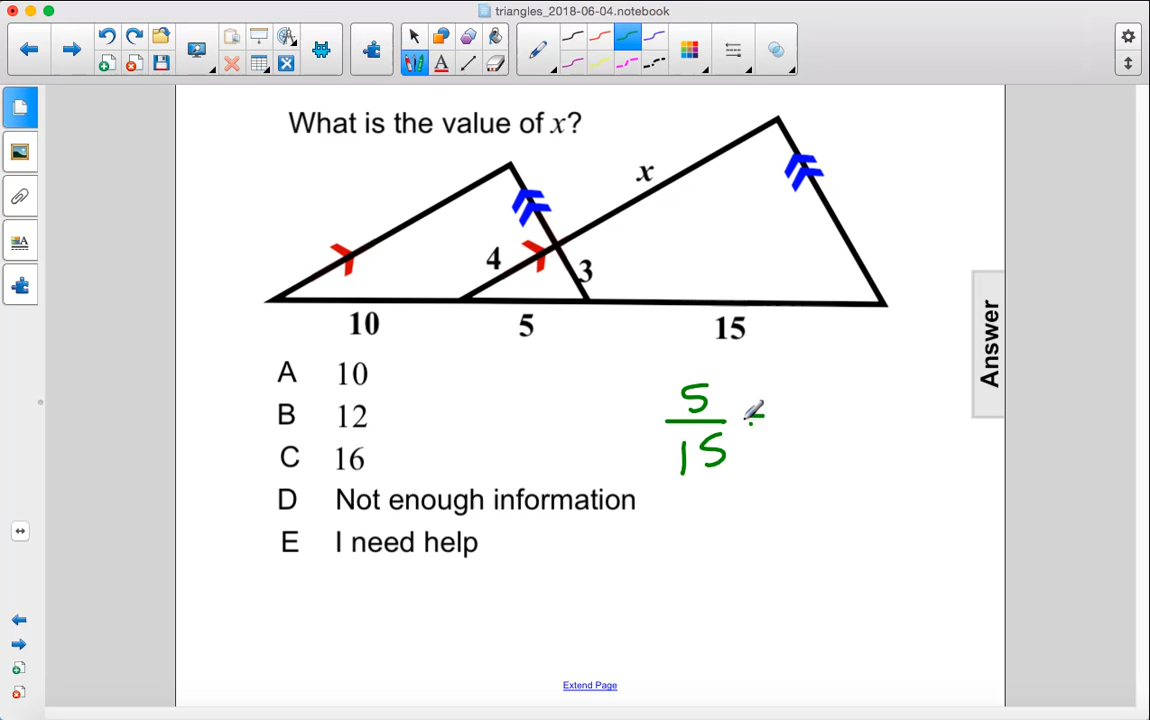 triangles_2018-06-04.notebook
A
What is the value of x?
x
4
3
10
5
15
A 10
B 12
C 16
D Not enough information
E I need help
5
15
Answer
Extend Page